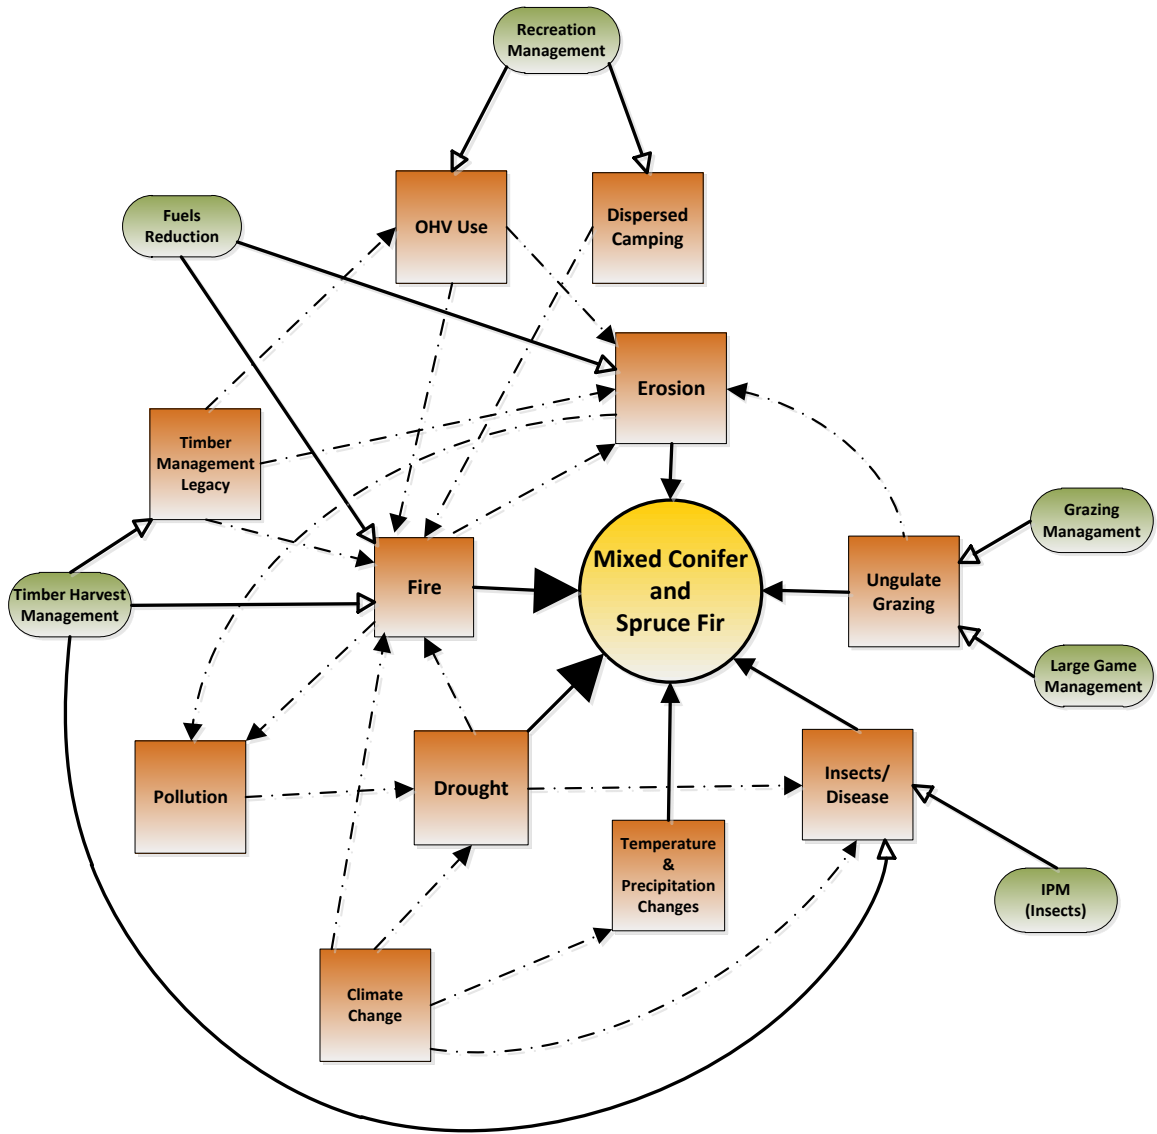 Recreation
Management
Fuels
Reduction
OHV Use
Dispersed
Camping
Erosion
Timber
Management
Legacy
Grazing
Managament
Mixed Conifer
and
Spruce Fir
Fire
Ungulate
Grazing
Timber Harvest
Management
Large Game
Management
Pollution
Drought
Insects/
Disease
Temperature
&
Precipitation
Changes
IPM
(Insects)
Climate
Change